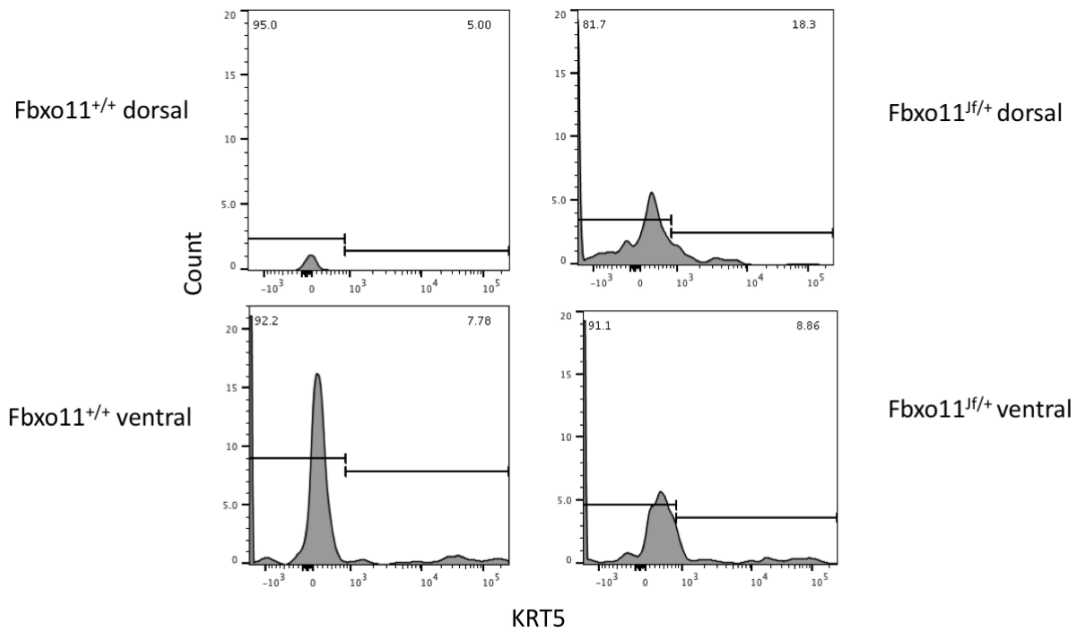 Fbxo11+/+ dorsal
95.0 5.00
20
15
10
5.0
0
-10³ 0 10³ 10⁴ 10⁵
81.7 18.3
20
15
10
5.0
0
-10³ 0 10³ 10⁴ 10⁵
Fbxo11Jf/+ dorsal
Count
Fbxo11+/+ ventral
92.2 7.78
20
15
10
5.0
0
-10³ 0 10³ 10⁴ 10⁵
91.1 8.86
20
15
10
5.0
0
-10³ 0 10³ 10⁴ 10⁵
Fbxo11Jf/+ ventral
KRT5